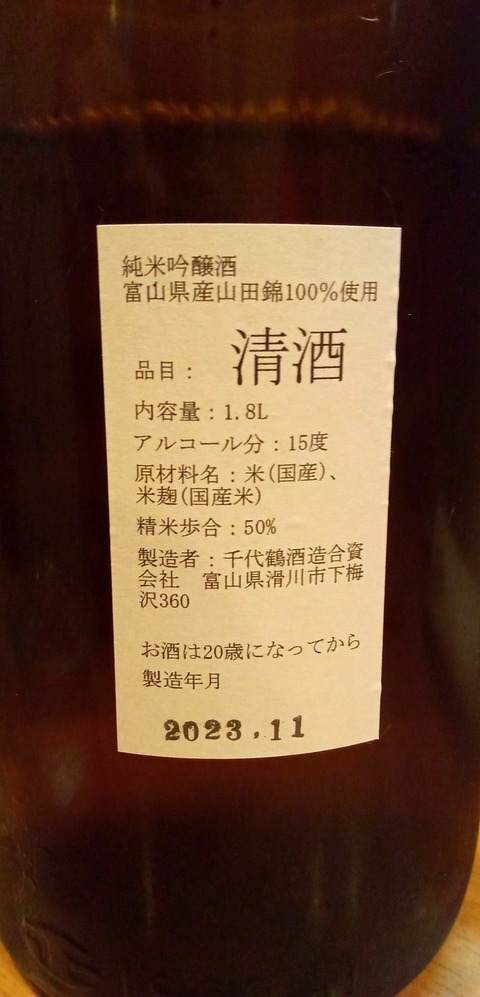 純米吟醸酒
富山県産山田錦100％使用
品目： 清酒
内容量：1.8L
アルコール分：15度
原材料名：米(国産)、
米麹(国産米)
精米歩合：50%
製造者：千代鶴酒造合資
会社　富山県滑川市下梅
沢360
お酒は20歳になってから
製造年月
2023.11